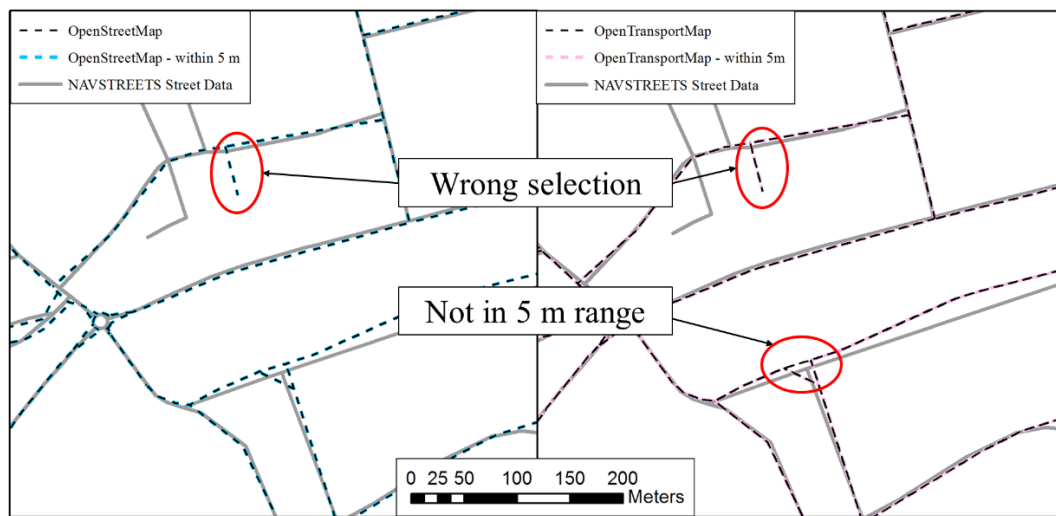 OpenStreetMap
OpenStreetMap - within 5 m
NAVSTREETS Street Data
OpenTransportMap
OpenTransportMap - within 5m
NAVSTREETS Street Data
Wrong selection
Not in 5 m range
0 25 50 100 150 200
Meters